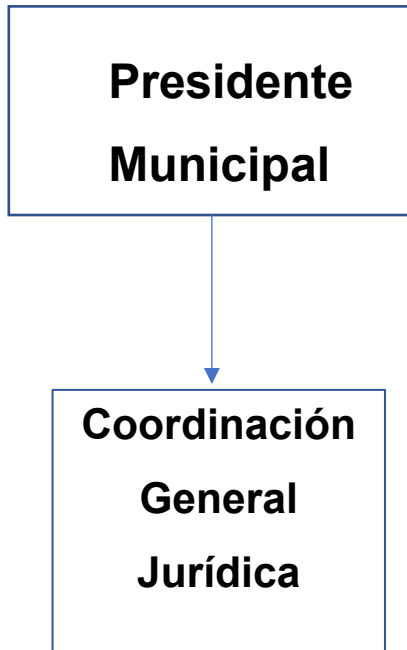 Presidente
Municipal
Coordinación
General
Jurídica